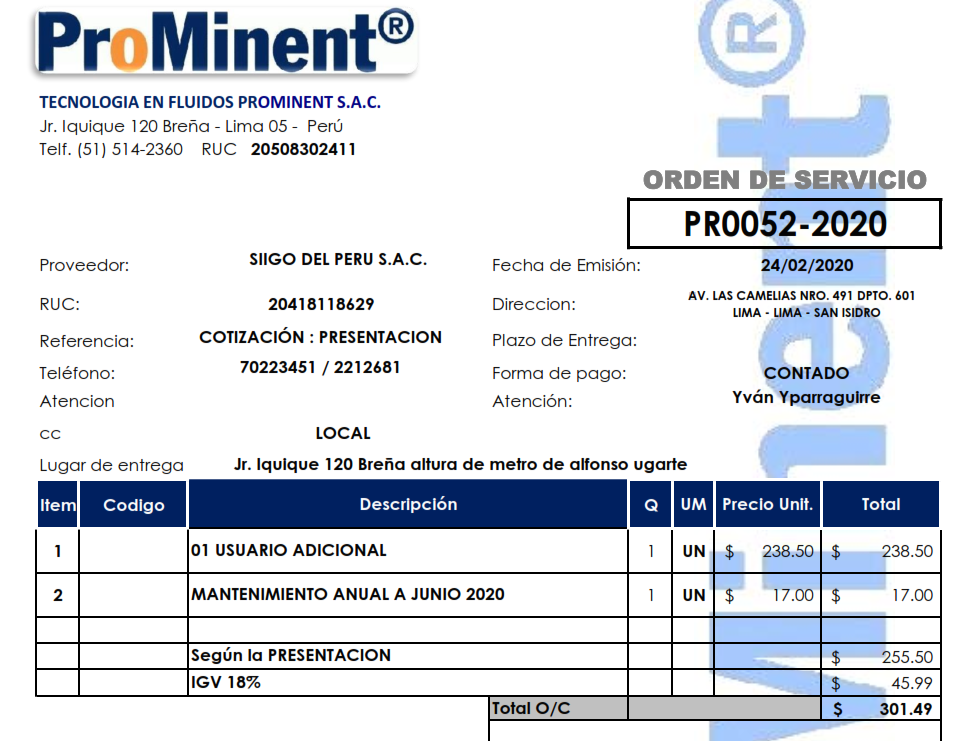 ProMinent®
TECNOLOGIA EN FLUIDOS PROMINENT S.A.C.
Jr. Iquique 120 Breña - Lima 05 - Perú
Telf. (51) 514-2360 RUC 20508302411
ORDEN DE SERVICIO
PR0052-2020
Proveedor: SIIGO DEL PERU S.A.C. Fecha de Emisión: 24/02/2020
RUC: 20418118629 Direccion: AV. LAS CAMELIAS NRO. 491 DPTO. 601
LIMA - LIMA - SAN ISIDRO
Referencia: COTIZACIÓN : PRESENTACION Plazo de Entrega:
Teléfono: 70223451 / 2212681 Forma de pago: CONTADO
Atencion Atención: Yván Yparraguirre
CC LOCAL
Lugar de entrega Jr. Iquique 120 Breña altura de metro de alfonso ugarte
Item Codigo Descripción Q UM Precio Unit. Total
1 01 USUARIO ADICIONAL 1 UN $ 238.50 $ 238.50
2 MANTENIMIENTO ANUAL A JUNIO 2020 1 UN $ 17.00 $ 17.00
Según la PRESENTACION $ 255.50
IGV 18% $ 45.99
Total O/C $ 301.49
Minent®